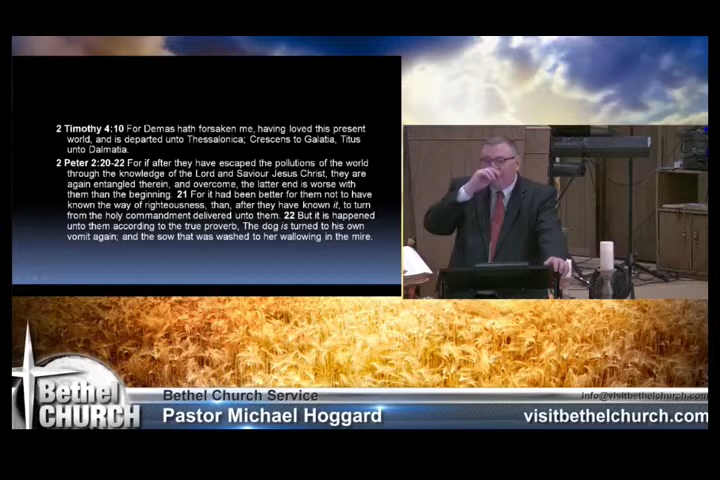 2 Timothy 4:10 For Demas hath forsaken me, having loved this present
world, and is departed unto Thessalonica; Crescens to Galatia, Titus
unto Dalmatia.
2 Peter 2:20-22 For if after they have escaped the pollutions of the world
through the knowledge of the Lord and Saviour Jesus Christ, they are
again entangled therein, and overcome, the latter end is worse with
them than the beginning. 21 For it had been better for them not to have
known the way of righteousness, than, after they have known it, to turn
from the holy commandment delivered unto them. 22 But it is happened
unto them according to the true proverb, The dog is turned to his own
vomit again; and the sow that was washed to her wallowing in the mire.
Bethel
CHURCH
Bethel Church Service
info@visitbethelchurch.com
Pastor Michael Hoggard
visitbethelchurch.com